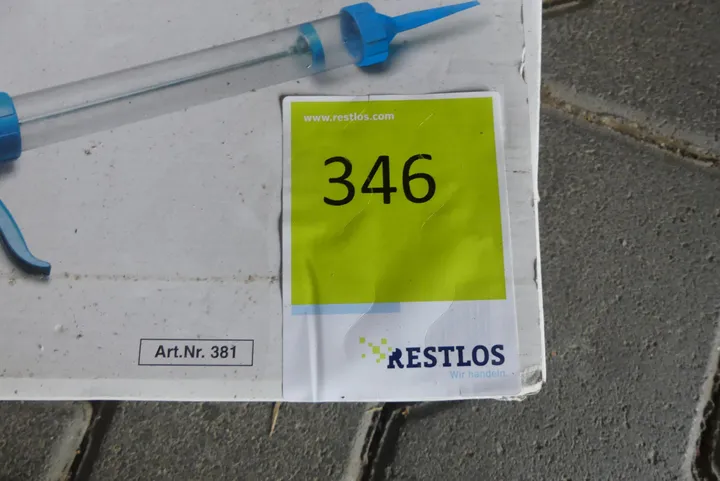 www.restlos.com
346
Art.Nr. 381
RESTLOS
Wir handeln.